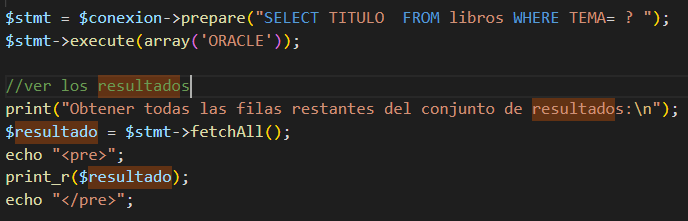 $stmt = $conexion->prepare("SELECT TITULO  FROM libros WHERE TEMA= ? ");
$stmt->execute(array('ORACLE'));
//ver los resultados
print("Obtener todas las filas restantes del conjunto de resultados:\n");
$resultado = $stmt->fetchAll();
echo "<pre>";
print_r($resultado);
echo "</pre>";